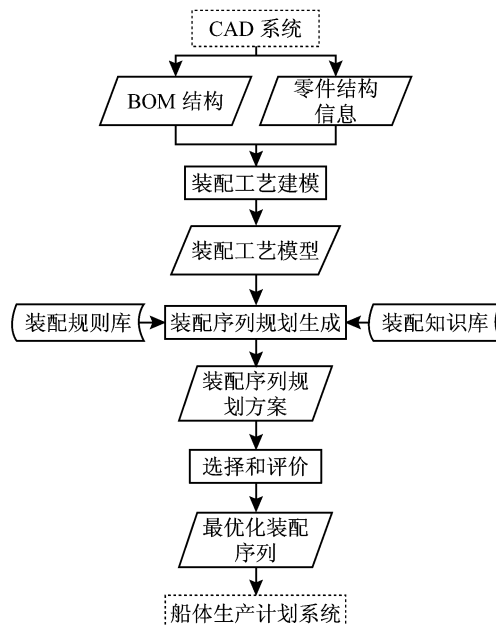 CAD 系统
BOM 结构
零件结构
信息
装配工艺建模
装配工艺模型
装配规则库
装配序列规划生成
装配知识库
装配序列规
划方案
选择和评价
最优化装配
序列
船体生产计划系统